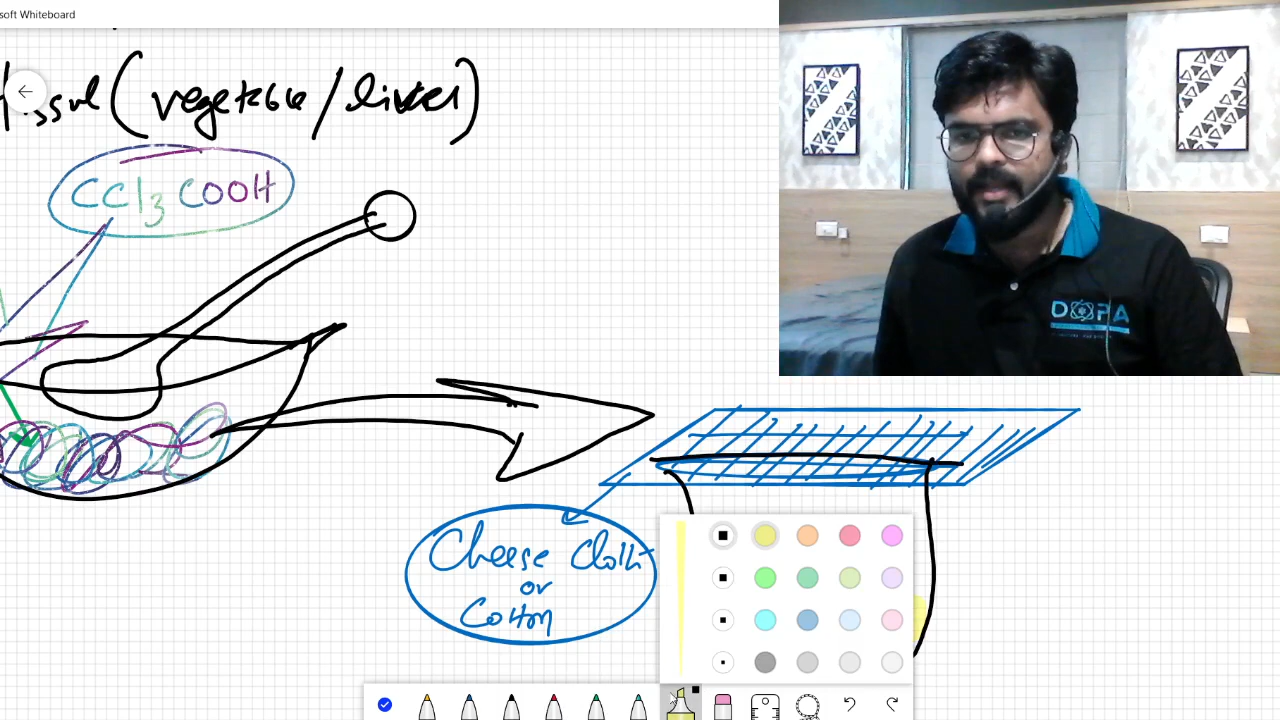 soft Whiteboard
(vegetable/liver)
CCl3COOH
DOPA
Cheese Cloth
or
Cotton